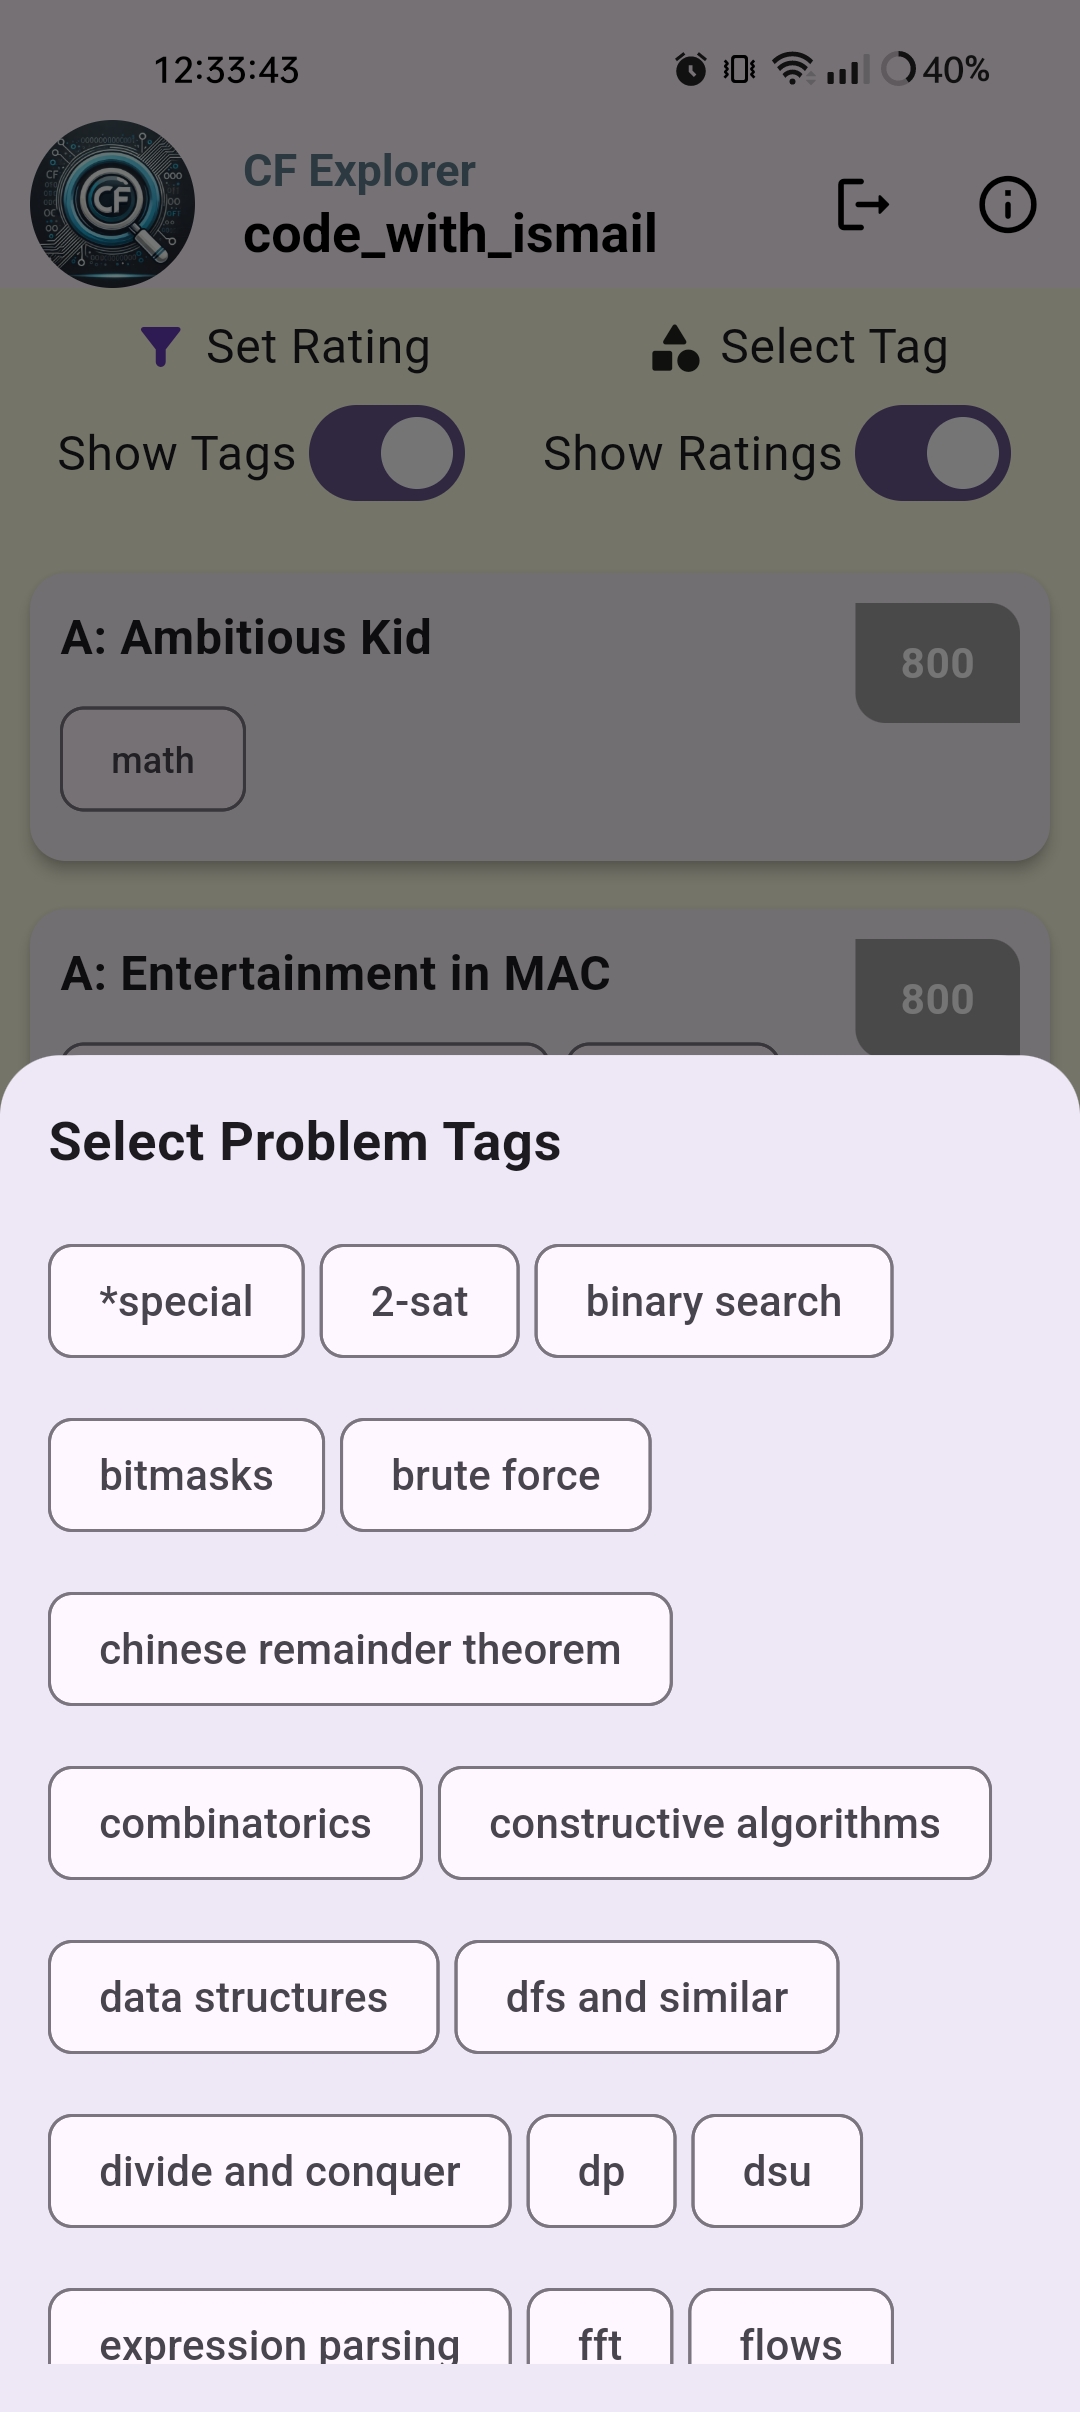 12:33:43 40%
CF Explorer
code_with_ismail
CF
Set Rating Select Tag
Show Tags Show Ratings
A: Ambitious Kid 800
math
A: Entertainment in MAC 800
Select Problem Tags
*special 2-sat binary search
bitmasks brute force
chinese remainder theorem
combinatorics constructive algorithms
data structures dfs and similar
divide and conquer dp dsu
expression parsing fft flows